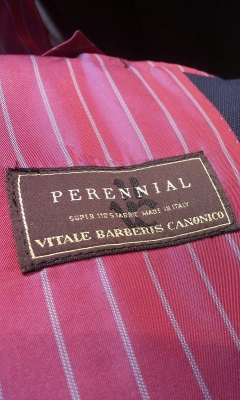 PERENNIAL
SUPER 110'S FABRIC MADE IN ITALY
VITALE BARBERIS CANONICO